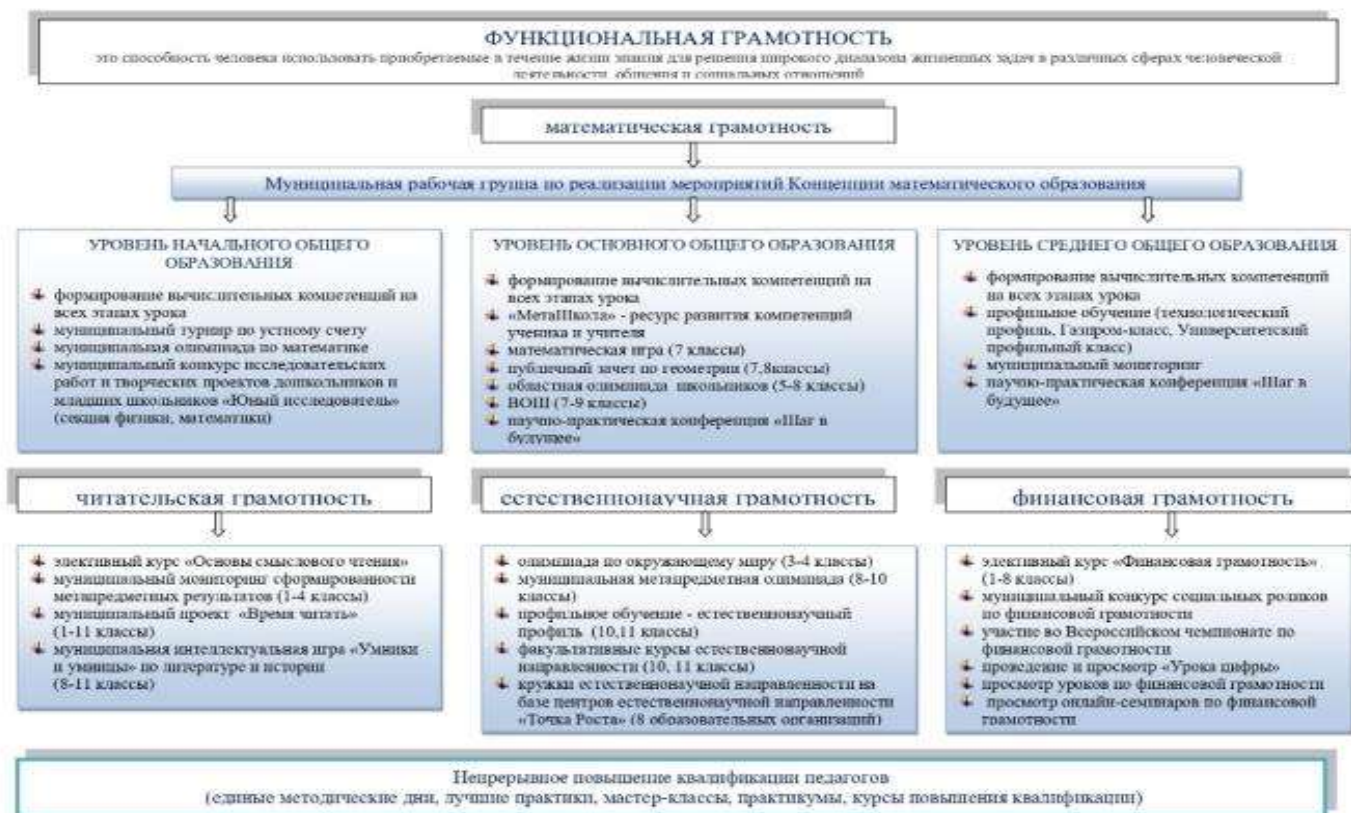 ФУНКЦИОНАЛЬНАЯ ГРАМОТНОСТЬ
это способность человека использовать приобретаемые в течение жизни знания для решения широкого диапазона жизненных задач в различных сферах человеческой
деятельности, общения и социальных отношений
математическая грамотность
Муниципальная рабочая группа по реализации мероприятий Концепции математического образования
УРОВЕНЬ НАЧАЛЬНОГО ОБЩЕГО
ОБРАЗОВАНИЯ
формирование вычислительных компетенций на
всех этапах урока
муниципальный турнир по устному счету
муниципальная олимпиада по математике
муниципальный конкурс исследовательских
работ и творческих проектов дошкольников и
младших школьников «Юный исследователь»
(секция физики, математики)
УРОВЕНЬ ОСНОВНОГО ОБЩЕГО ОБРАЗОВАНИЯ
формирование вычислительных компетенций на
всех этапах урока
«МетаШкола» - ресурс развития компетенций
ученика и учителя
математическая игра (7 классы)
публичный зачет по геометрии (7,8классы)
областная олимпиада школьников (5-8 классы)
ВОШ (7-9 классы)
научно-практическая конференция «Шаг в
будущее»
УРОВЕНЬ СРЕДНЕГО ОБЩЕГО ОБРАЗОВАНИЯ
формирование вычислительных компетенций
на всех этапах урока
профильное обучение (технологический
профиль, Газпром-класс, Университетский
профильный класс)
муниципальный мониторинг
научно-практическая конференция «Шаг в
будущее»
читательская грамотность
элективный курс «Основы смыслового чтения»
муниципальный мониторинг сформированности
метапредметных результатов (1-4 классы)
муниципальный проект «Время читать»
(1-11 классы)
муниципальная интеллектуальная игра «Умники
и умницы» по литературе и истории
(8-11 классы)
естественнонаучная грамотность
олимпиада по окружающему миру (3-4 классы)
муниципальная метапредметная олимпиада (8-10
классы)
профильное обучение - естественнонаучный
профиль (10,11 классы)
факультативные курсы естественнонаучной
направленности (10, 11 классы)
кружки естественнонаучной направленности на
базе центров естественнонаучной направленности
«Точка Роста» (8 образовательных организаций)
финансовая грамотность
элективный курс «Финансовая грамотность»
(1-8 классы)
муниципальный конкурс социальных роликов
по финансовой грамотности
участие во Всероссийском чемпионате по
финансовой грамотности
проведение и просмотр «Урока цифры»
просмотр уроков по финансовой грамотности
просмотр онлайн-семинаров по финансовой
грамотности
Непрерывное повышение квалификации педагогов
(единые методические дни, лучшие практики, мастер-классы, практикумы, курсы повышения квалификации)